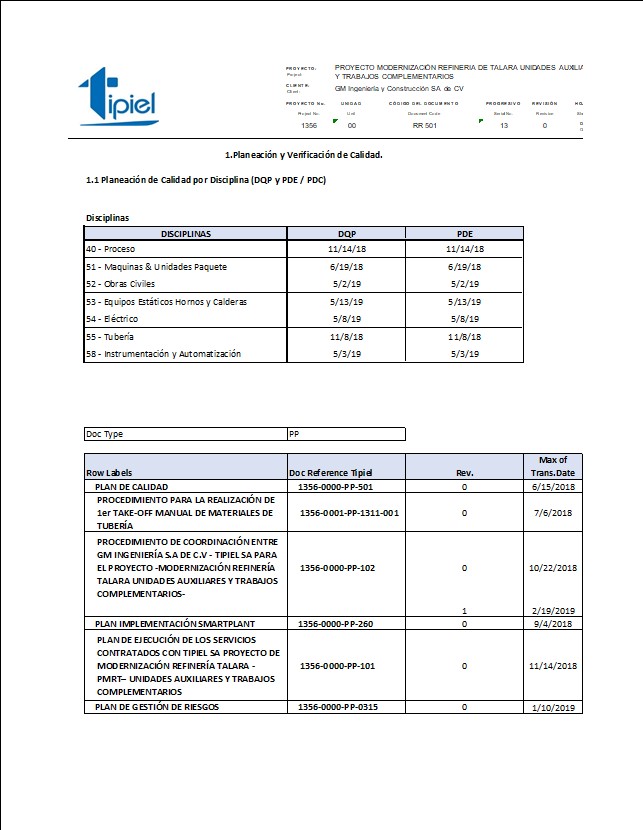 tipiel
PROYECTO: PROYECTO MODERNIZACIÓN REFINERIA DE TALARA UNIDADES AUXILIA
Project: Y TRABAJOS COMPLEMENTARIOS
CLIENTE: GM Ingeniería y Construcción SA de CV
Client:
PROYECTO No. UNIDAD CÓDIGO DEL DOCUMENTO PROGRESIVO REVISIÓN
Project No. Unit Document Code Serial No. Revision
1356 00 RR 501 13 0
1.Planeación y Verificación de Calidad.
1.1 Planeación de Calidad por Disciplina (DQP y PDE / PDC)
Disciplinas
DISCIPLINAS DQP PDE
40 - Proceso 11/14/18 11/14/18
51 - Maquinas & Unidades Paquete 6/19/18 6/19/18
52 - Obras Civiles 5/2/19 5/2/19
53 - Equipos Estáticos Hornos y Calderas 5/13/19 5/13/19
54 - Eléctrico 5/8/19 5/8/19
55 - Tubería 11/8/18 11/8/18
58 - Instrumentación y Automatización 5/3/19 5/3/19
Doc Type PP
Max of
Row Labels Doc Reference Tipiel Rev. Trans.Date
PLAN DE CALIDAD 1356-0000-PP-501 0 6/15/2018
PROCEDIMIENTO PARA LA REALIZACIÓN DE
1er TAKE-OFF MANUAL DE MATERIALES DE 1356-0001-PP-1311-001 0 7/6/2018
TUBERÍA
PROCEDIMIENTO DE COORDINACIÓN ENTRE
GM INGENIERÍA S.A DE C.V - TIPIEL SA PARA
EL PROYECTO -MODERNIZACIÓN REFINERÍA 1356-0000-PP-102 0 10/22/2018
TALARA UNIDADES AUXILIARES Y TRABAJOS
COMPLEMENTARIOS-
1 2/19/2019
PLAN IMPLEMENTACIÓN SMARTPLANT 1356-0000-PP-260 0 9/4/2018
PLAN DE EJECUCIÓN DE LOS SERVICIOS
CONTRATADOS CON TIPIEL SA PROYECTO DE
MODERNIZACIÓN REFINERÍA TALARA - 1356-0000-PP-101 0 11/14/2018
PMRT– UNIDADES AUXILIARES Y TRABAJOS
COMPLEMENTARIOS
PLAN DE GESTIÓN DE RIESGOS 1356-0000-PP-0315 0 1/10/2019